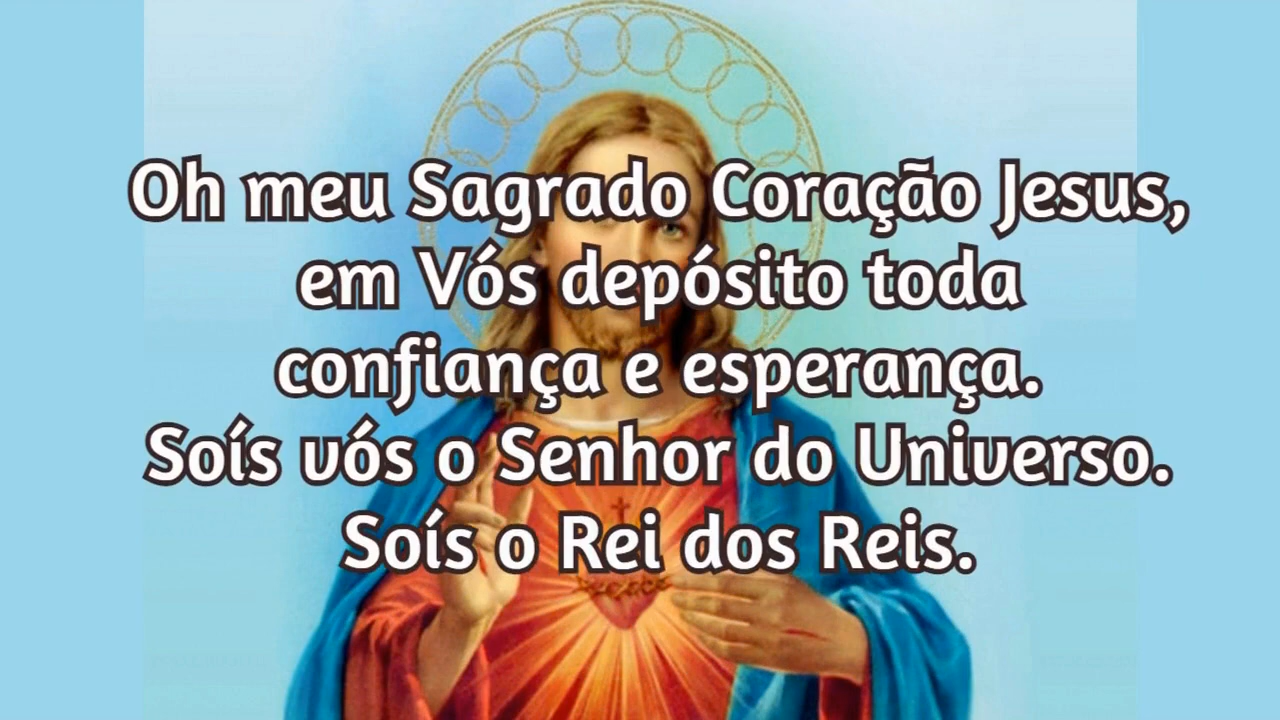 Oh meu Sagrado Coração Jesus,
em Vós depósito toda
confiança e esperança.
Soís vós o Senhor do Universo.
Soís o Rei dos Reis.